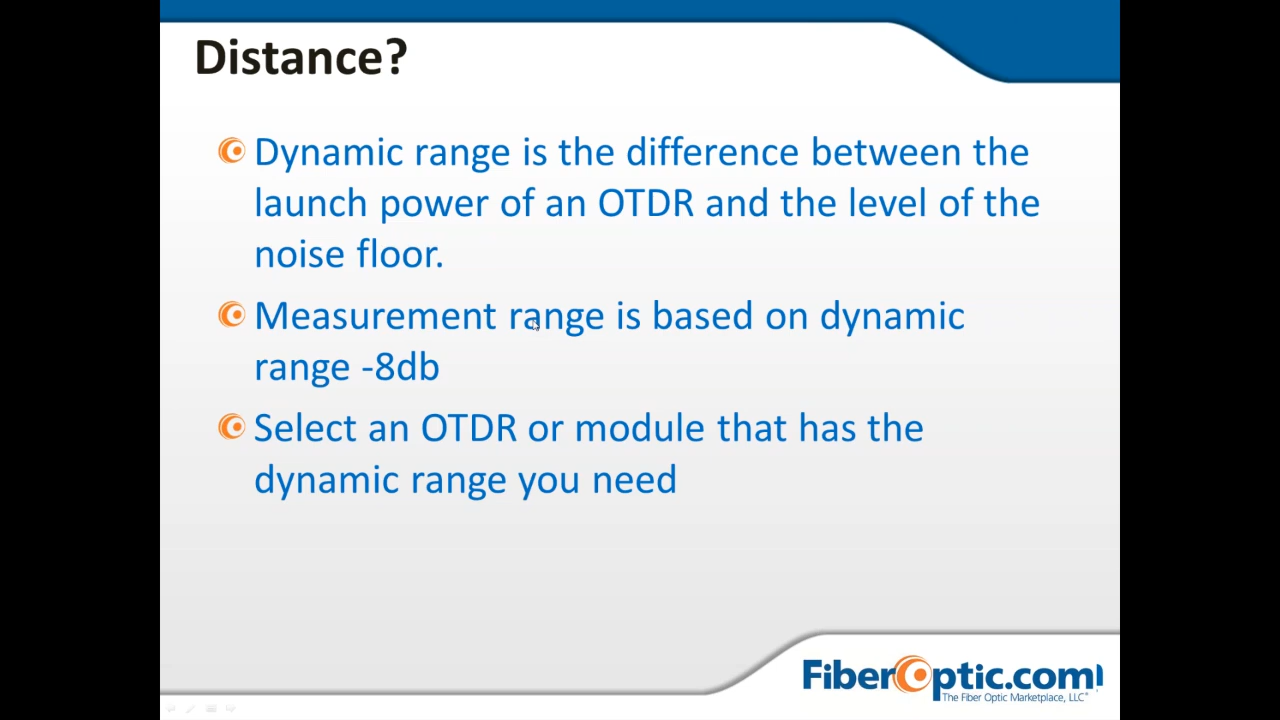 Distance?
Dynamic range is the difference between the
launch power of an OTDR and the level of the
noise floor.
Measurement range is based on dynamic
range -8db
Select an OTDR or module that has the
dynamic range you need
FiberOptic.com
The Fiber Optic Marketplace, LLC